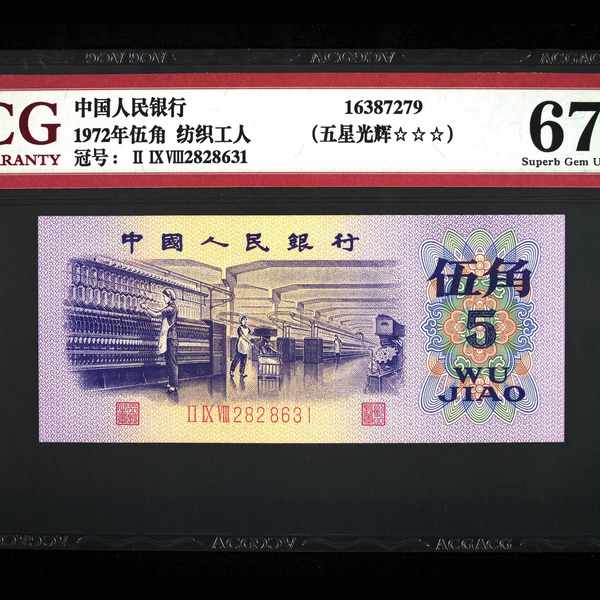 CG
ARRANTY
中国人民银行
1972年伍角 纺织工人
冠号: II IX VIII2828631
16387279
(五星光辉☆☆☆)
67
Superb Gem U
中國人民銀行
伍角
5
WU
JIAO
II IX VIII 2828631
ACGACG